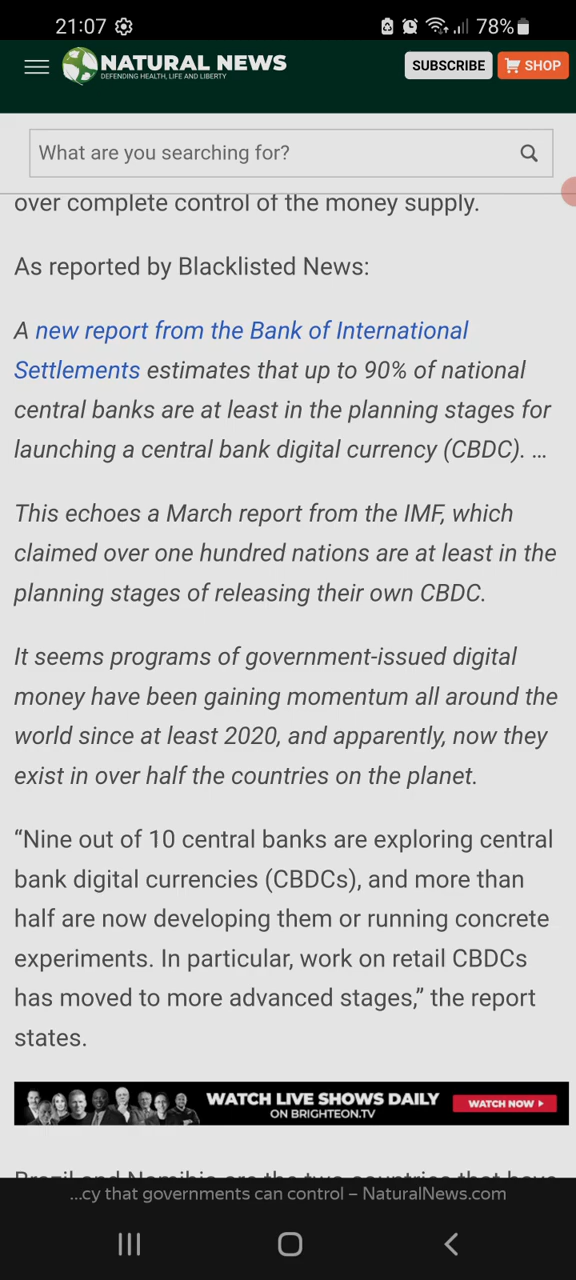 21:07
78%
NATURAL NEWS
DEFENDING HEALTH, LIFE AND LIBERTY
SUBSCRIBE
SHOP
What are you searching for?
over complete control of the money supply.
As reported by Blacklisted News:
A new report from the Bank of International
Settlements estimates that up to 90% of national
central banks are at least in the planning stages for
launching a central bank digital currency (CBDC). ...
This echoes a March report from the IMF, which
claimed over one hundred nations are at least in the
planning stages of releasing their own CBDC.
It seems programs of government-issued digital
money have been gaining momentum all around the
world since at least 2020, and apparently, now they
exist in over half the countries on the planet.
“Nine out of 10 central banks are exploring central
bank digital currencies (CBDCs), and more than
half are now developing them or running concrete
experiments. In particular, work on retail CBDCs
has moved to more advanced stages,” the report
states.
WATCH LIVE SHOWS DAILY
ON BRIGHTEON.TV
WATCH NOW
Brazil and Namibia are the two countries that have
...cy that governments can control – NaturalNews.com